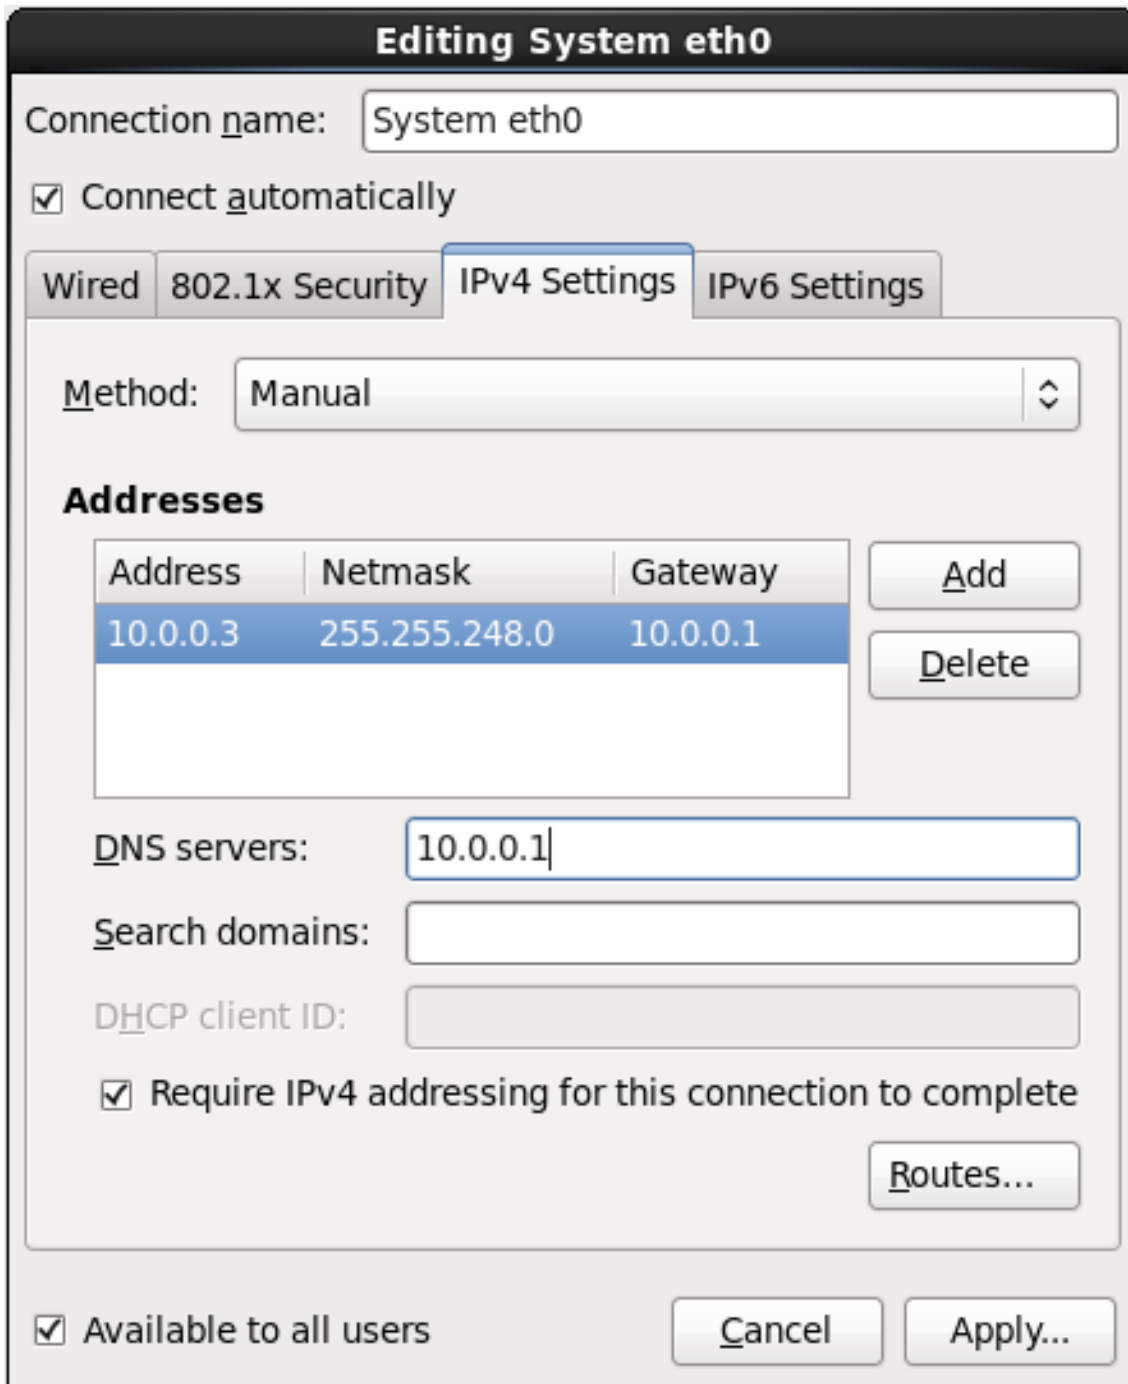 Editing System eth0
Connection name: System eth0
Connect automatically
Wired 802.1x Security IPv4 Settings IPv6 Settings
Method: Manual
Addresses
Address Netmask Gateway Add
10.0.0.3 255.255.248.0 10.0.0.1
Delete
DNS servers: 10.0.0.1
Search domains:
DHCP client ID:
Require IPv4 addressing for this connection to complete
Routes...
Available to all users Cancel Apply...